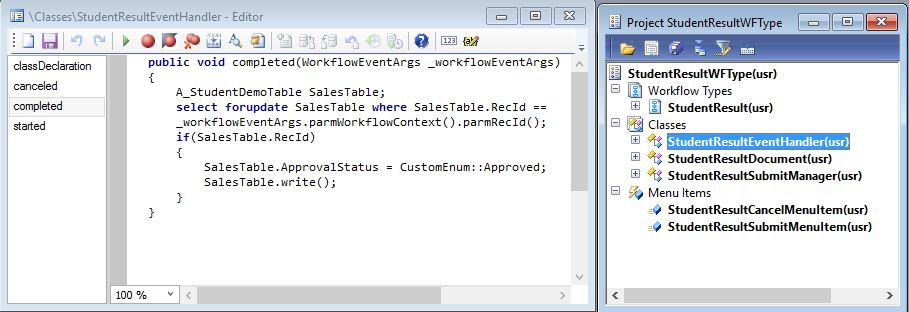 \Classes\StudentResultEventHandler - Editor
classDeclaration
canceled
completed
started
public void completed(WorkflowEventArgs _workflowEventArgs)
{
A_StudentDemoTable SalesTable;
select forupdate SalesTable where SalesTable.RecId ==
_workflowEventArgs.parmWorkflowContext().parmRecId();
if(SalesTable.RecId)
{
SalesTable.ApprovalStatus = CustomEnum::Approved;
SalesTable.write();
}
}
100 %
Project StudentResultWFType
StudentResultWFType(usr)
Workflow Types
StudentResult(usr)
Classes
StudentResultEventHandler(usr)
StudentResultDocument(usr)
StudentResultSubmitManager(usr)
Menu Items
StudentResultCancelMenuItem(usr)
StudentResultSubmitMenuItem(usr)